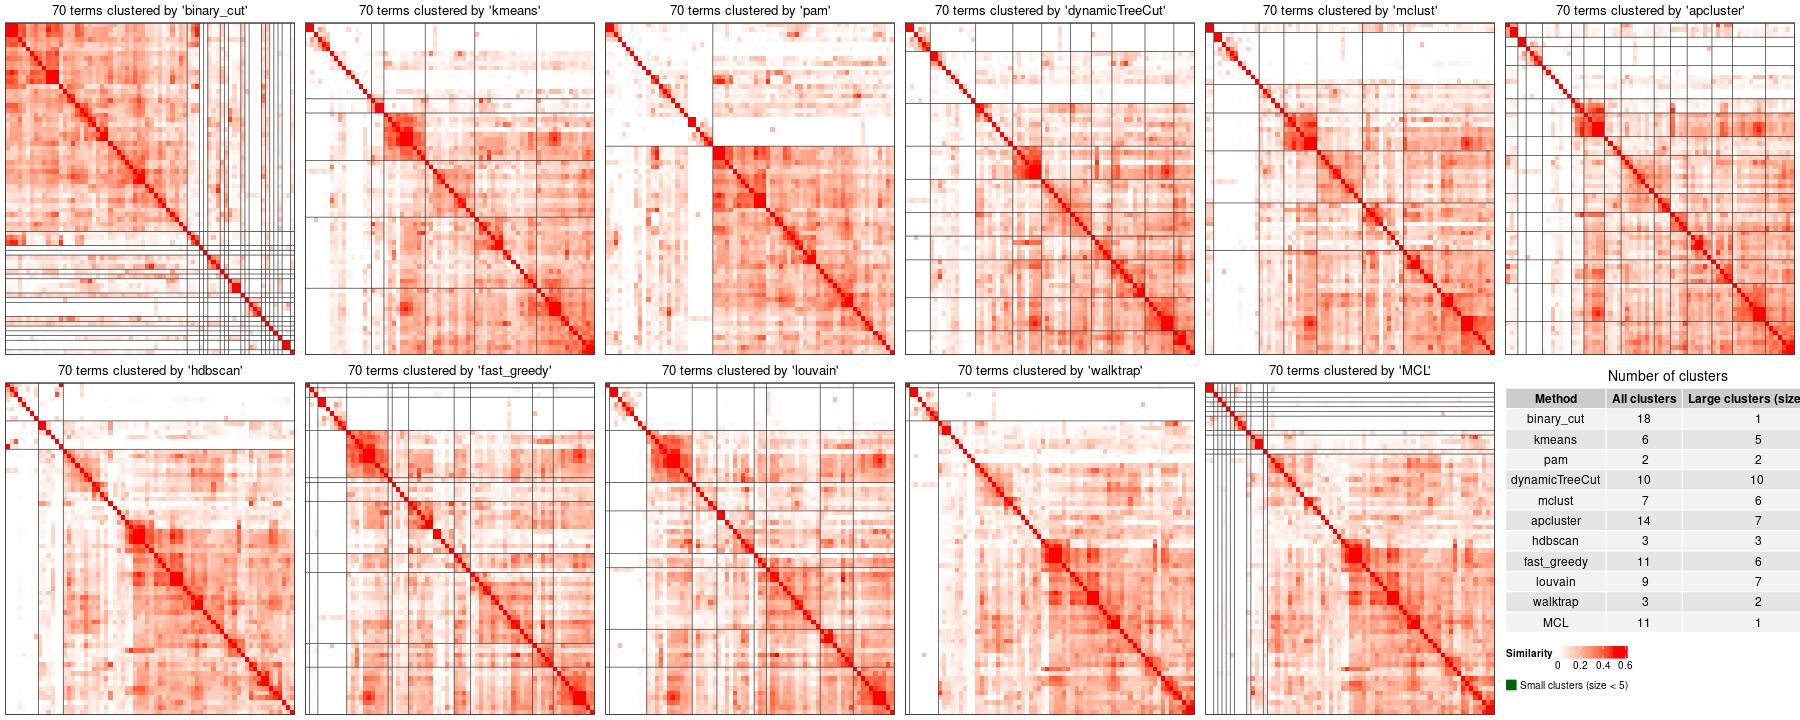 70 terms clustered by 'binary_cut'
70 terms clustered by 'kmeans'
70 terms clustered by 'pam'
70 terms clustered by 'dynamicTreeCut'
70 terms clustered by 'mclust'
70 terms clustered by 'apcluster'
70 terms clustered by 'hdbscan'
70 terms clustered by 'fast_greedy'
70 terms clustered by 'louvain'
70 terms clustered by 'walktrap'
70 terms clustered by 'MCL'
Number of clusters
Method All clusters Large clusters (size
binary_cut 18 1
kmeans 6 5
pam 2 2
dynamicTreeCut 10 10
mclust 7 6
apcluster 14 7
hdbscan 3 3
fast_greedy 11 6
louvain 9 7
walktrap 3 2
MCL 11 1
Similarity
0 0.2 0.4 0.6
Small clusters (size < 5)